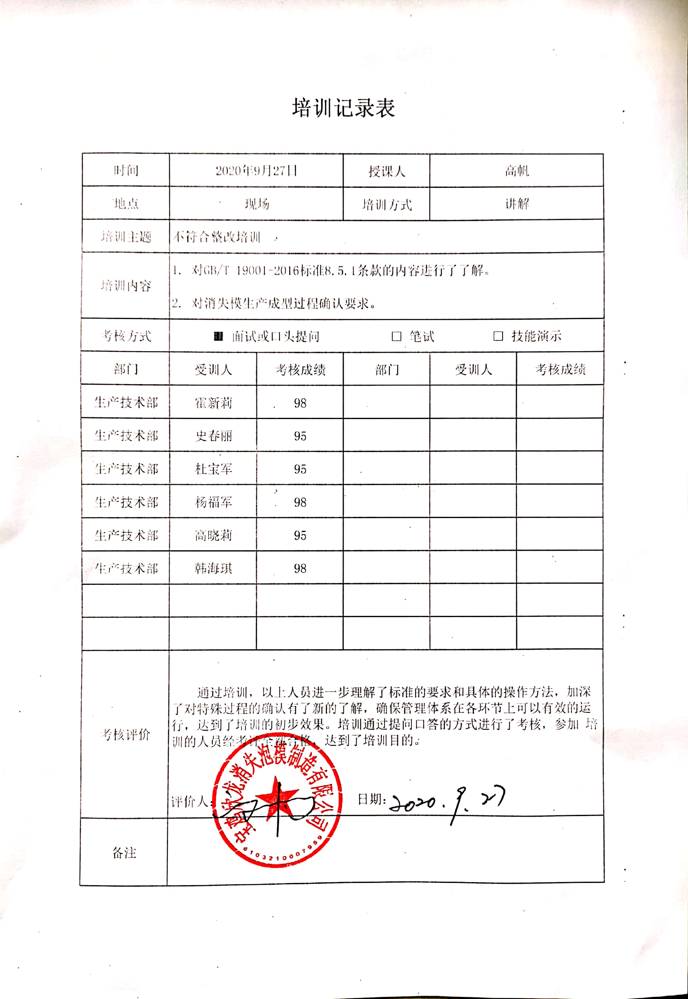 培训记录表
时间 2020年9月27日 授课人 高帆
地点 现场 培训方式 讲解
培训主题 不符合整改培训
培训内容
1. 对GB/T 19001-2016标准8.5.1条款的内容进行了了解。
2. 对消失模生产成型过程确认要求。
考核方式 ■ 面试或口头提问 □ 笔试 □ 技能演示
部门 受训人 考核成绩 部门 受训人 考核成绩
生产技术部 霍新莉 98
生产技术部 史春丽 95
生产技术部 杜宝军 95
生产技术部 杨福军 98
生产技术部 高晓莉 95
生产技术部 韩海琪 98
考核评价
通过培训，以上人员进一步理解了标准的要求和具体的操作方法，加深
了对特殊过程的确认有了新的了解，确保管理体系在各环节上可以有效的运
行，达到了培训的初步效果。培训通过提问口答的方式进行了考核，参加 培
训的人员经考评全部合格，达到了培训目的。
评价人： 日期：2020.9.27
宝鸡欣龙消失泡模制造有限公司
6103210007959
备注